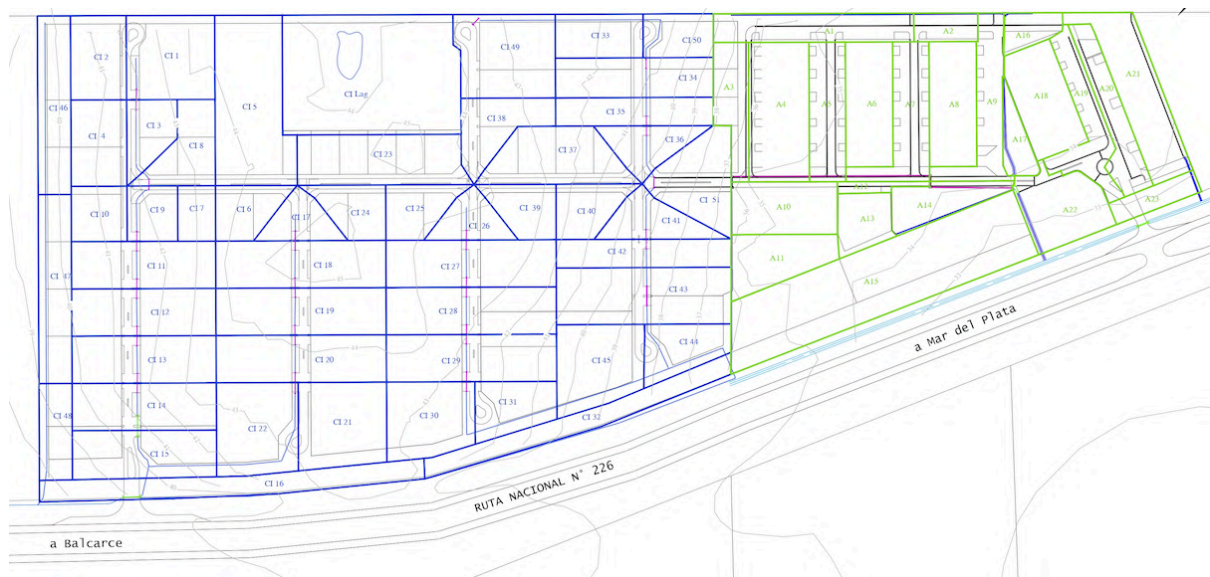 CI 33
A1
A2
A16
CI 50
CI 49
CI 2
CI 1
A21
CI 34
A3
A20
CI Lag
A18
A19
CI 46
CI 5
A4
A5
A6
A7
A8
A9
CI 35
CI 38
CI 3
CI 4
CI 36
A17
CI 8
CI 37
CI 23
CI 51
CI 10
CI 9
CI 7
CI 6
CI 17
CI 24
CI 25
CI 26
CI 39
CI 40
CI 41
A10
A13
A14
A22
A23
CI 42
A11
CI 47
CI 11
CI 18
CI 27
A15
CI 43
CI 12
CI 19
CI 28
CI 44
a Mar del Plata
CI 13
CI 20
CI 29
CI 45
CI 14
CI 31
CI 48
CI 22
CI 21
CI 30
CI 32
CI 15
CI 16
RUTA NACIONAL N° 226
a Balcarce